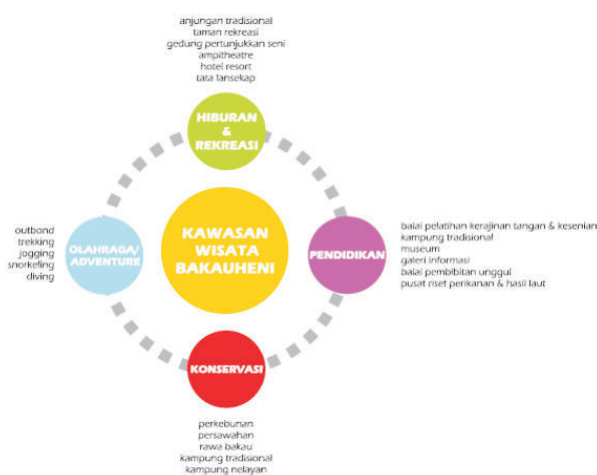 anjungan tradisional
taman rekreasi
gedung pertunjukkan seni
ampitheatre
hotel resort
tata lansekap
HIBURAN
&
REKREASI
outbond
trekking
jogging
snorkeling
diving
OLAHRAGA/
ADVENTURE
KAWASAN
WISATA
BAKAUHENI
PENDIDIKAN
balai pelatihan kerajinan tangan & kesenian
kampung tradisional
museum
galeri informasi
balai pembibitan unggul
pusat riset perikanan & hasil laut
KONSERVASI
perkebunan
persawahan
rawa bakau
kampung tradisional
kampung nelayan